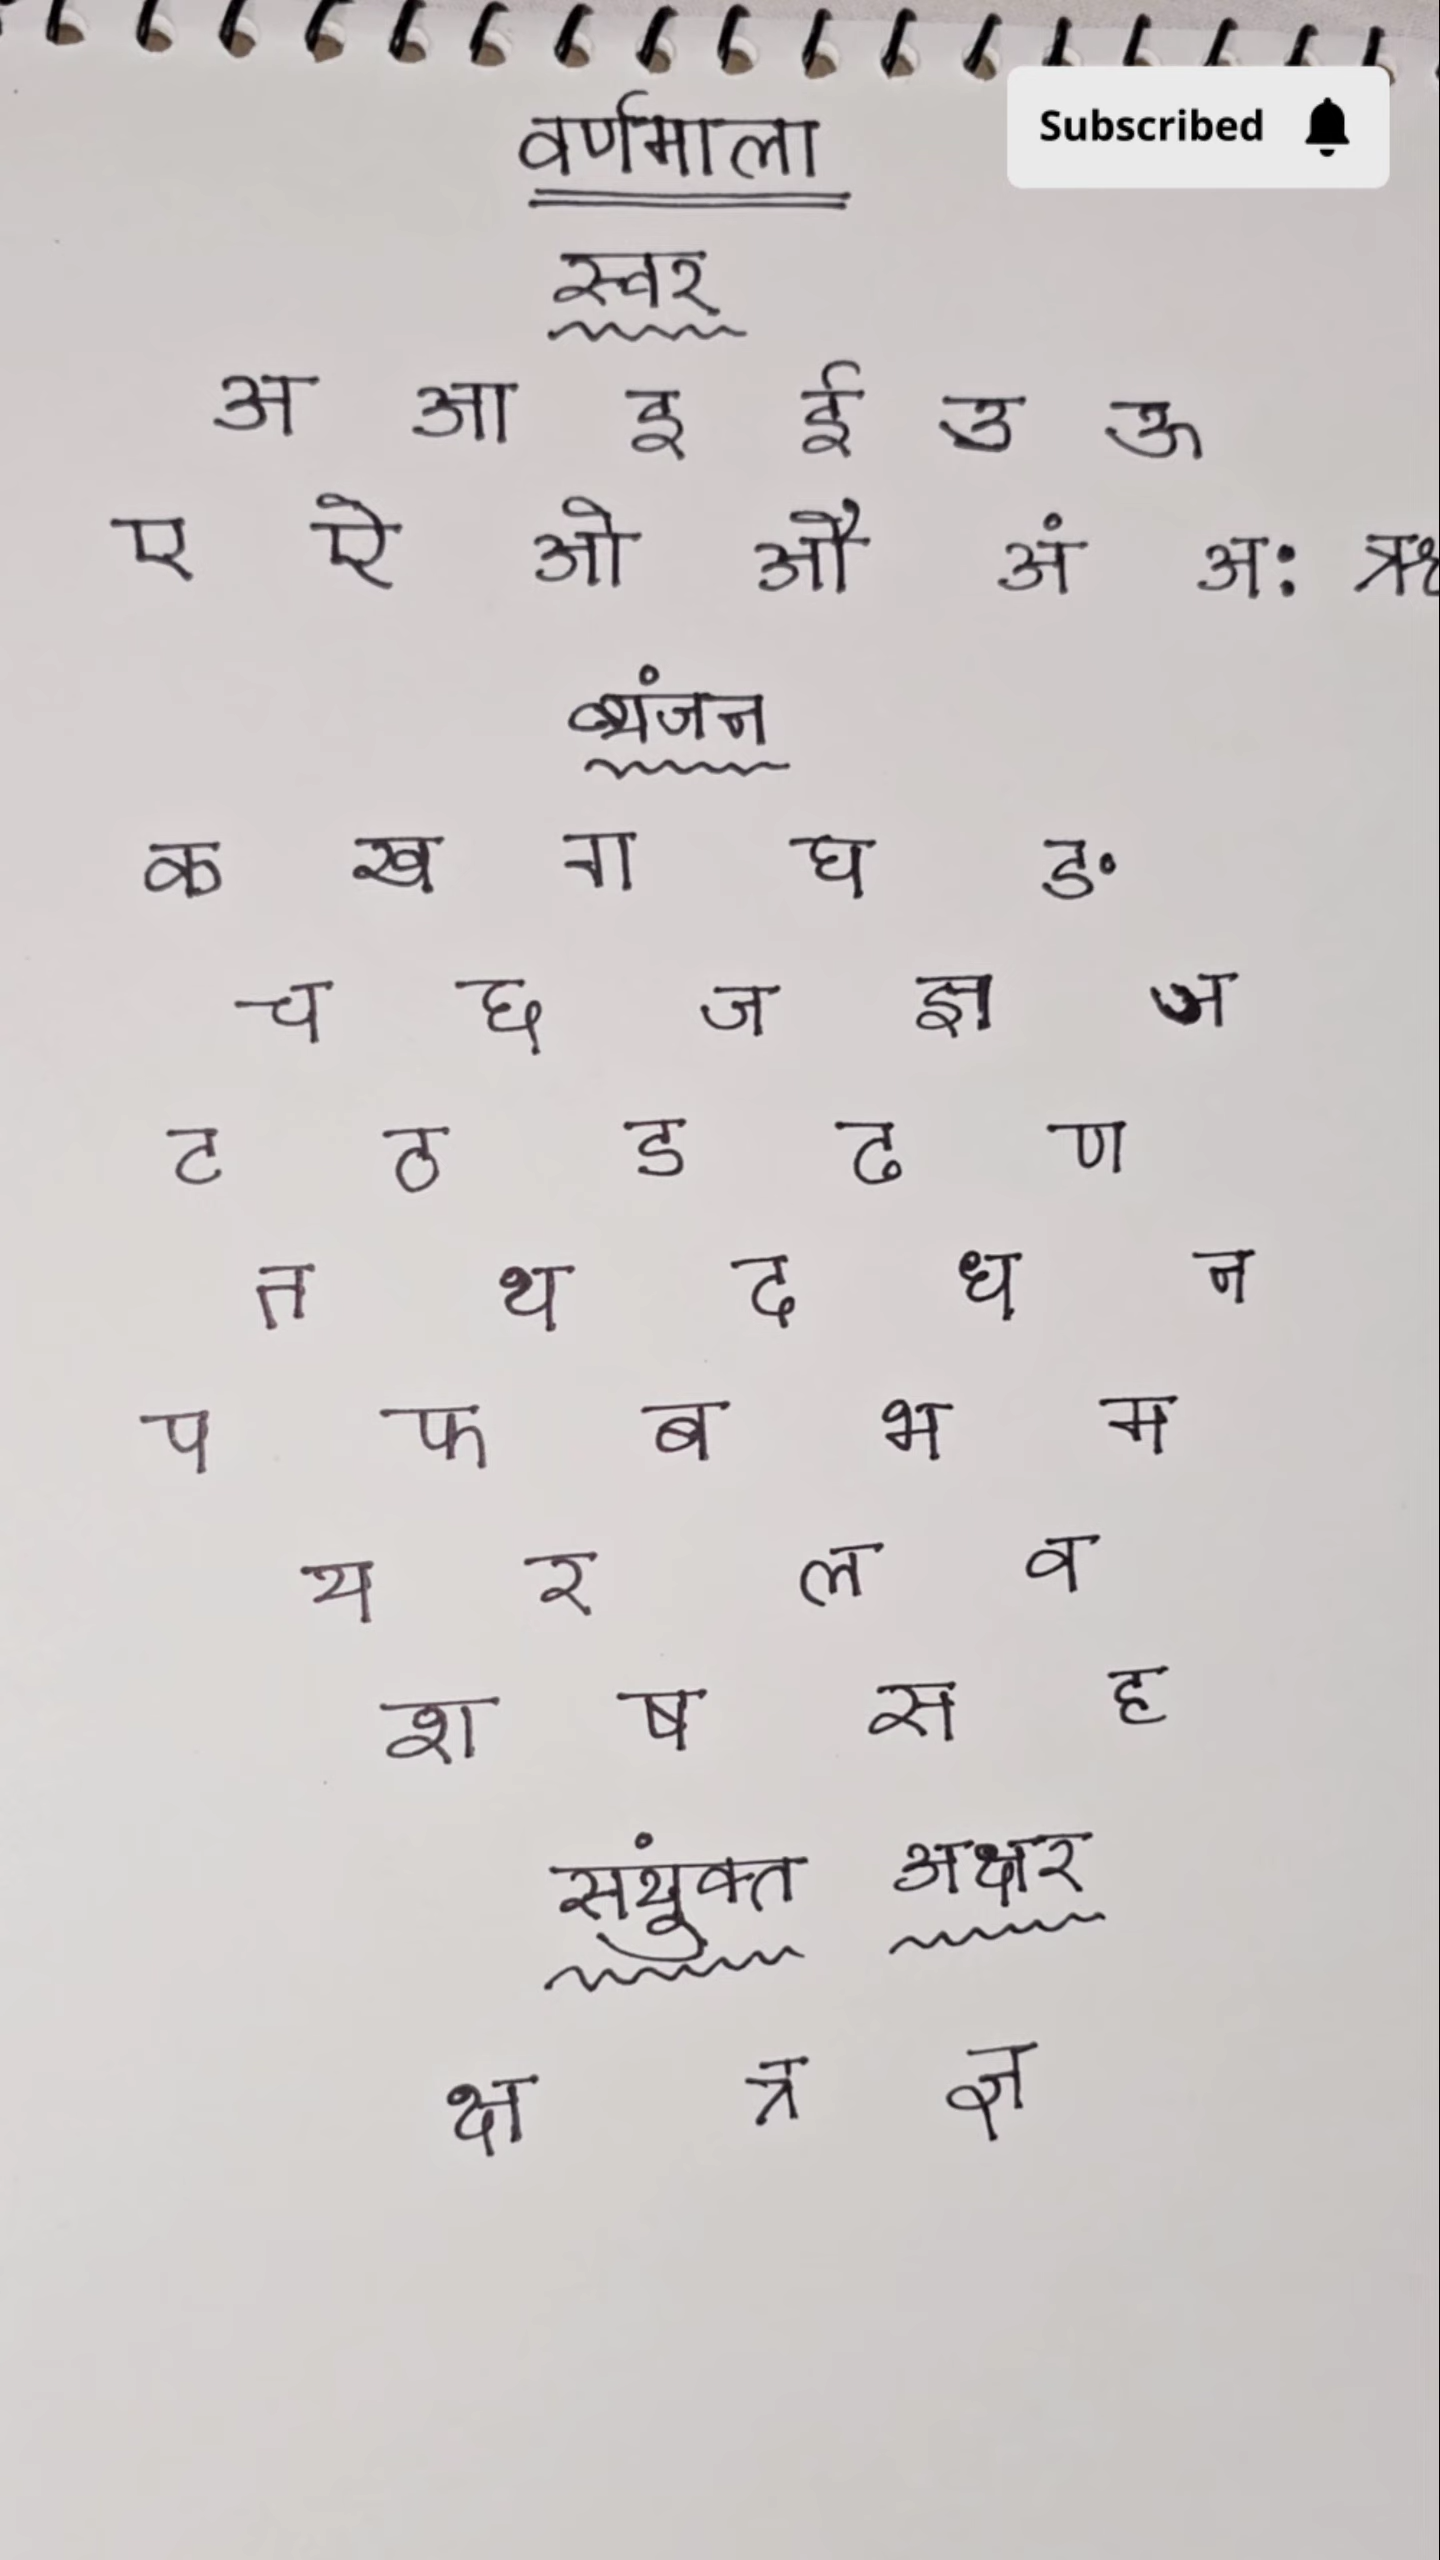 वर्णमाला
Subscribed
स्वर
अ आ इ ई उ ऊ
ए ऐ ओ औ अं अः ऋ
व्यंजन
क ख ग घ ङ
च छ ज झ ञ
ट ठ ड ढ ण
त थ द ध न
प फ ब भ म
य र ल व
श ष स ह
संयुक्त अक्षर
क्ष त्र ज्ञ